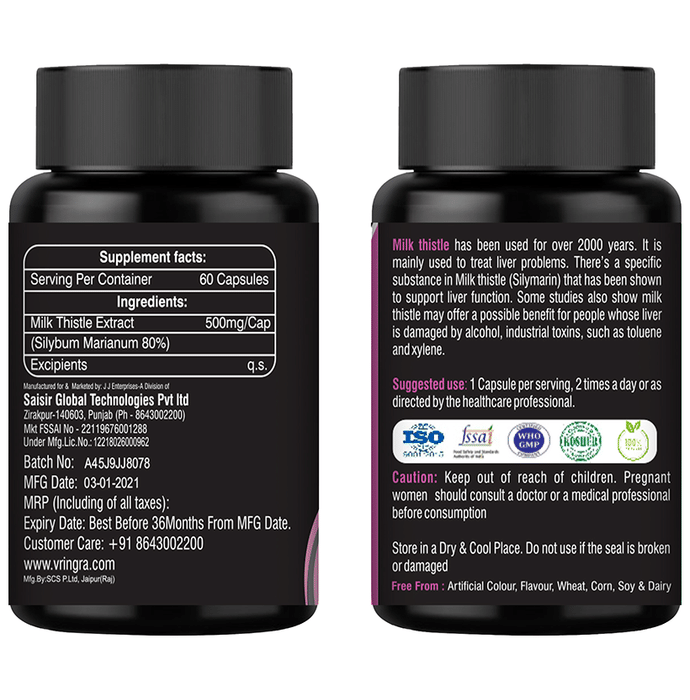 Supplement facts:
Serving Per Container 60 Capsules
Ingredients:
Milk Thistle Extract 500mg/Cap
(Silybum Marianum 80%)
Excipients q.s.
Manufactured for & Marketed by: J J Enterprises-A Division of
Saisir Global Technologies Pvt ltd
Zirakpur-140603, Punjab (Ph - 8643002200)
Mkt FSSAI No - 22119676001288
Under Mfg.Lic.No.: 12218026000962
Batch No: A45J9JJ8078
MFG Date: 03-01-2021
MRP (Including of all taxes):
Expiry Date: Best Before 36Months From MFG Date.
Customer Care: +91 8643002200
www.vringra.com
Mfg.By:SCS P.Ltd, Jaipur(Raj)
Milk thistle has been used for over 2000 years. It is
mainly used to treat liver problems. There's a specific
substance in Milk thistle (Silymarin) that has been shown
to support liver function. Some studies also show milk
thistle may offer a possible benefit for people whose liver
is damaged by alcohol, industrial toxins, such as toluene
and xylene.
Suggested use: 1 Capsule per serving, 2 times a day or as
directed by the healthcare professional.
ISO
9001:2015
fssai
Food Safety and Standards
Authority of India
WHO
GMP
KOSHER
100%
Caution: Keep out of reach of children. Pregnant
women should consult a doctor or a medical professional
before consumption
Store in a Dry & Cool Place. Do not use if the seal is broken
or damaged
Free From : Artificial Colour, Flavour, Wheat, Corn, Soy & Dairy